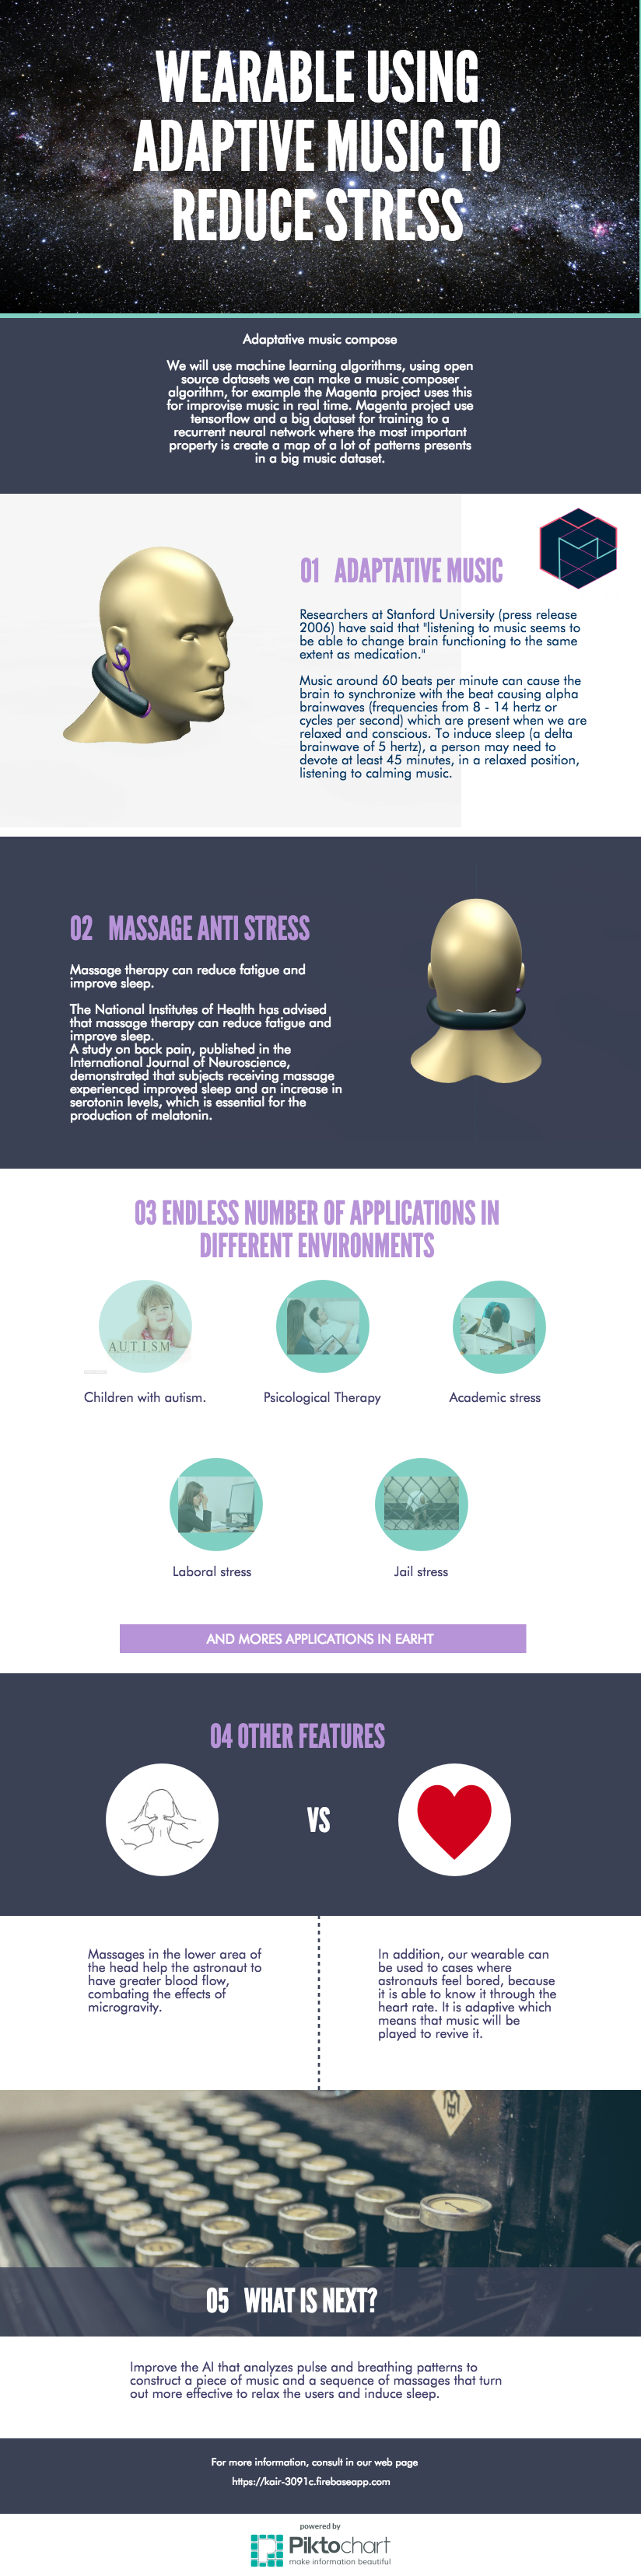 WEARABLE USING
ADAPTIVE MUSIC TO
REDUCE STRESS
Adaptative music compose
We will use machine learning algorithms, using open
source datasets we can make a music composer
algorithm, for example the Magenta project uses this
for improvise music in real time. Magenta project use
tensorflow and a big dataset for training to a
recurrent neural network where the most important
property is create a map of a lot of patterns presents
in a big music dataset.
01 ADAPTATIVE MUSIC
Researchers at Stanford University (press release
2006) have said that "listening to music seems to
be able to change brain functioning to the same
extent as medication."
Music around 60 beats per minute can cause the
brain to synchronize with the beat causing alpha
brainwaves (frequencies from 8 - 14 hertz or
cycles per second) which are present when we are
relaxed and conscious. To induce sleep (a delta
brainwave of 5 hertz), a person may need to
devote at least 45 minutes, in a relaxed position,
listening to calming music.
02 MASSAGE ANTI STRESS
Massage therapy can reduce fatigue and
improve sleep.
The National Institutes of Health has advised
that massage therapy can reduce fatigue and
improve sleep.
A study on back pain, published in the
International Journal of Neuroscience,
demonstrated that subjects receiving massage
experienced improved sleep and an increase in
serotonin levels, which is essential for the
production of melatonin.
03 ENDLESS NUMBER OF APPLICATIONS IN
DIFFERENT ENVIRONMENTS
AUTISM
Children with autism.
Psicological Therapy
Academic stress
Laboral stress
Jail stress
AND MORES APPLICATIONS IN EARHT
04 OTHER FEATURES
VS
Massages in the lower area of
the head help the astronaut to
have greater blood flow,
combating the effects of
microgravity.
In addition, our wearable can
be used to cases where
astronauts feel bored, because
it is able to know it through the
heart rate. It is adaptive which
means that music will be
played to revive it.
05 WHAT IS NEXT?
Improve the AI that analyzes pulse and breathing patterns to
construct a piece of music and a sequence of massages that turn
out more effective to relax the users and induce sleep.
For more information, consult in our web page
https://kair-3091c.firebaseapp.com
powered by
Piktochart
make information beautiful